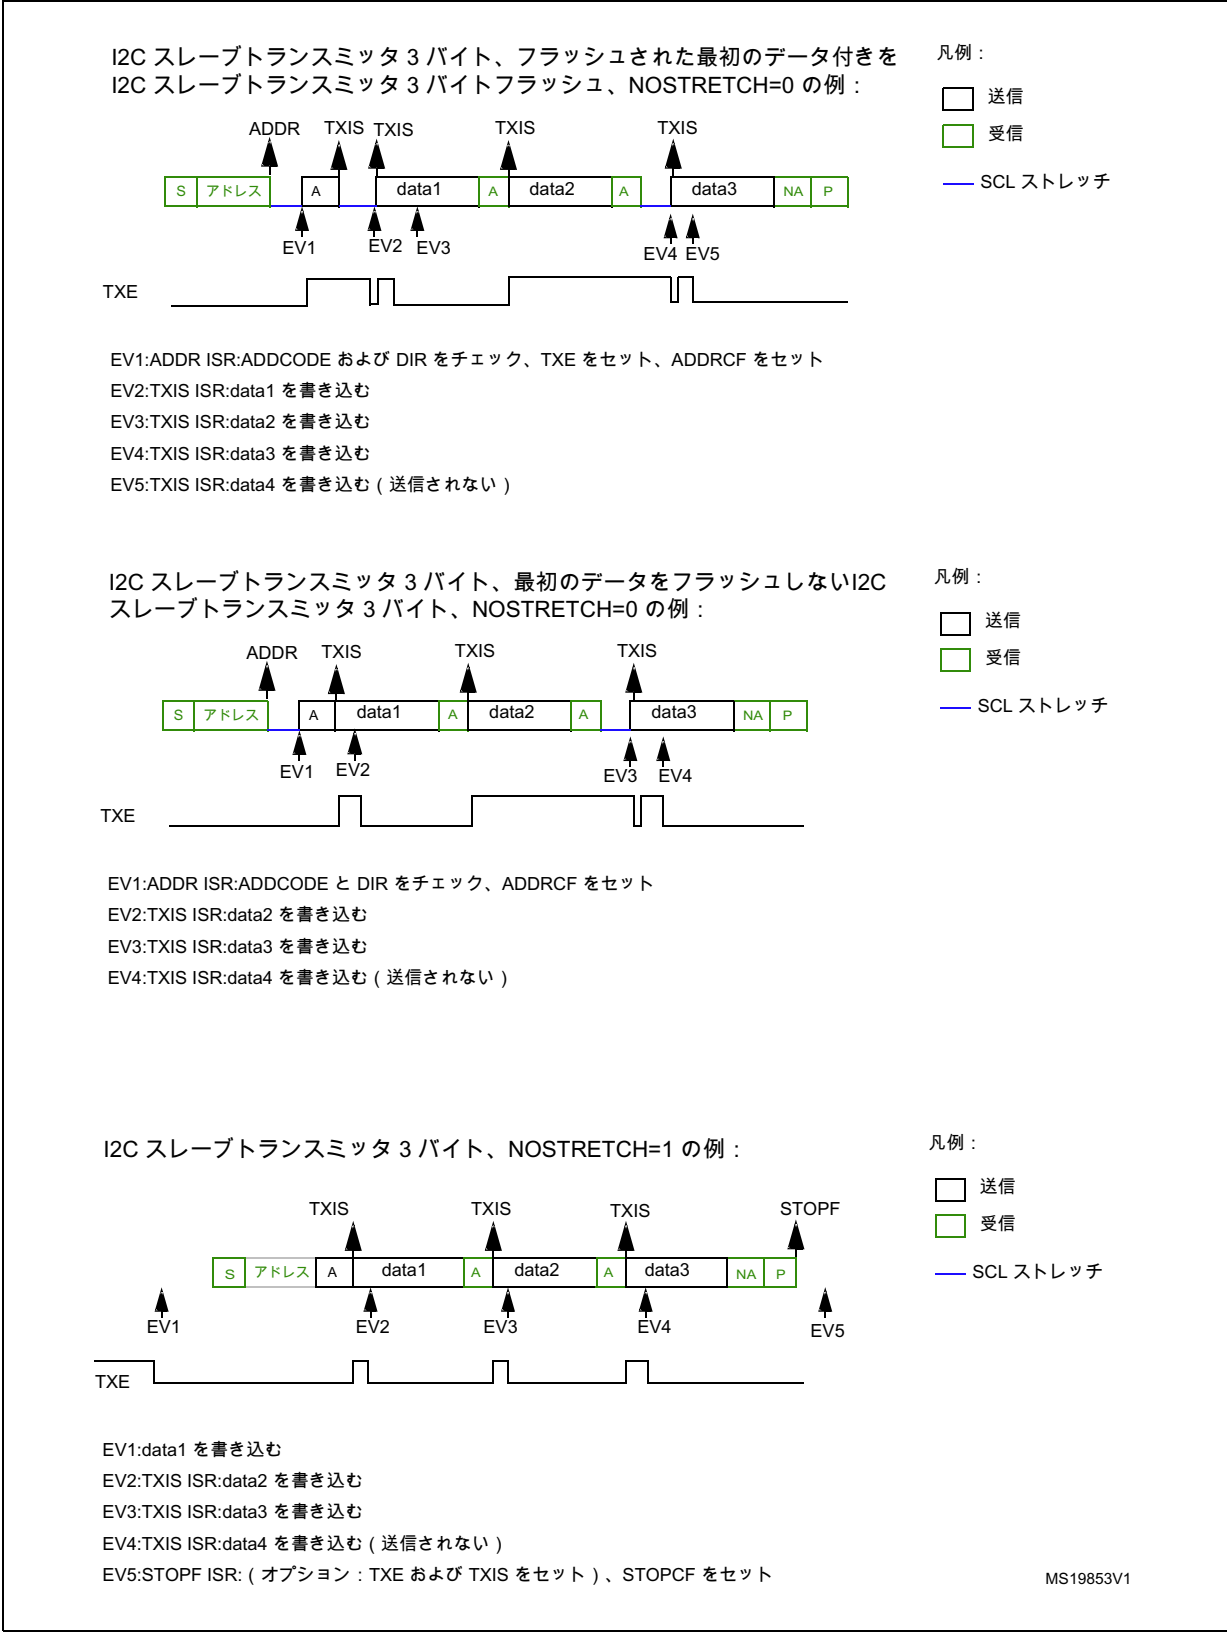 I2C スレーブトランスミッタ 3 バイト、フラッシュされた最初のデータ付きを
I2C スレーブトランスミッタ 3 バイトフラッシュ、NOSTRETCH=0 の例：
凡例：
送信
受信
SCL ストレッチ
ADDR TXIS TXIS TXIS TXIS
S アドレス A data1 A data2 A data3 NA P
EV1 EV2 EV3 EV4 EV5
TXE
EV1:ADDR ISR:ADDCODE および DIR をチェック、TXE をセット、ADDRCF をセット
EV2:TXIS ISR:data1 を書き込む
EV3:TXIS ISR:data2 を書き込む
EV4:TXIS ISR:data3 を書き込む
EV5:TXIS ISR:data4 を書き込む（送信されない）
I2C スレーブトランスミッタ 3 バイト、最初のデータをフラッシュしないI2C
スレーブトランスミッタ 3 バイト、NOSTRETCH=0 の例：
凡例：
送信
受信
SCL ストレッチ
ADDR TXIS TXIS TXIS
S アドレス A data1 A data2 A data3 NA P
EV1 EV2 EV3 EV4
TXE
EV1:ADDR ISR:ADDCODE と DIR をチェック、ADDRCF をセット
EV2:TXIS ISR:data2 を書き込む
EV3:TXIS ISR:data3 を書き込む
EV4:TXIS ISR:data4 を書き込む（送信されない）
I2C スレーブトランスミッタ 3 バイト、NOSTRETCH=1 の例：
凡例：
送信
受信
SCL ストレッチ
TXIS TXIS TXIS STOPF
S アドレス A data1 A data2 A data3 NA P
EV1 EV2 EV3 EV4 EV5
TXE
EV1:data1 を書き込む
EV2:TXIS ISR:data2 を書き込む
EV3:TXIS ISR:data3 を書き込む
EV4:TXIS ISR:data4 を書き込む（送信されない）
EV5:STOPF ISR:（オプション：TXE および TXIS をセット）、STOPCF をセット
MS19853V1